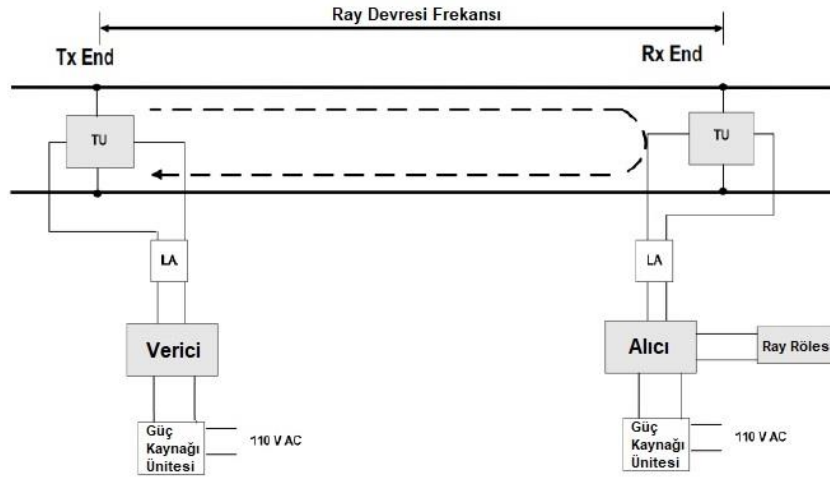 Ray Devresi Frekansı
Tx End
Rx End
TU
TU
LA
LA
Verici
Alıcı
Ray Röles
Güç
Kaynağı
Ünitesi
110 V AC
Güç
Kaynağı
Ünitesi
110 V AC